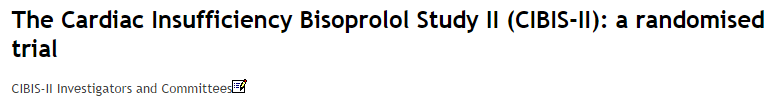 The Cardiac Insufficiency Bisoprolol Study II (CIBIS-II): a randomised
trial
CIBIS-II Investigators and Committees